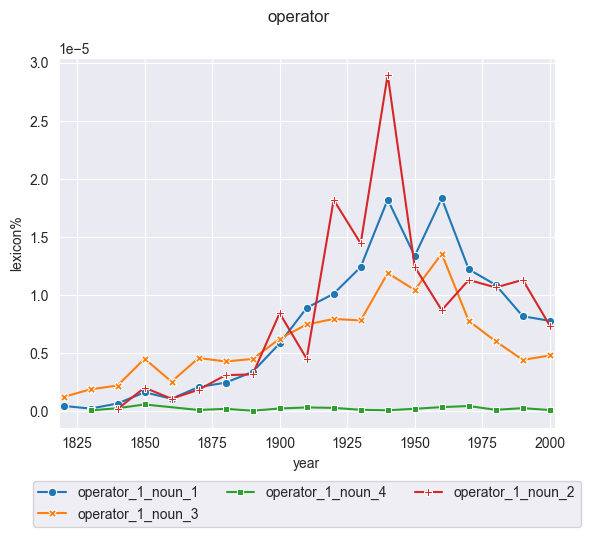 operator
1e−5
3.0
2.5
2.0
1.5
1.0
0.5
0.0
lexicon%
1825 1850 1875 1900 1925 1950 1975 2000
year
operator_1_noun_1 operator_1_noun_4 operator_1_noun_2
operator_1_noun_3